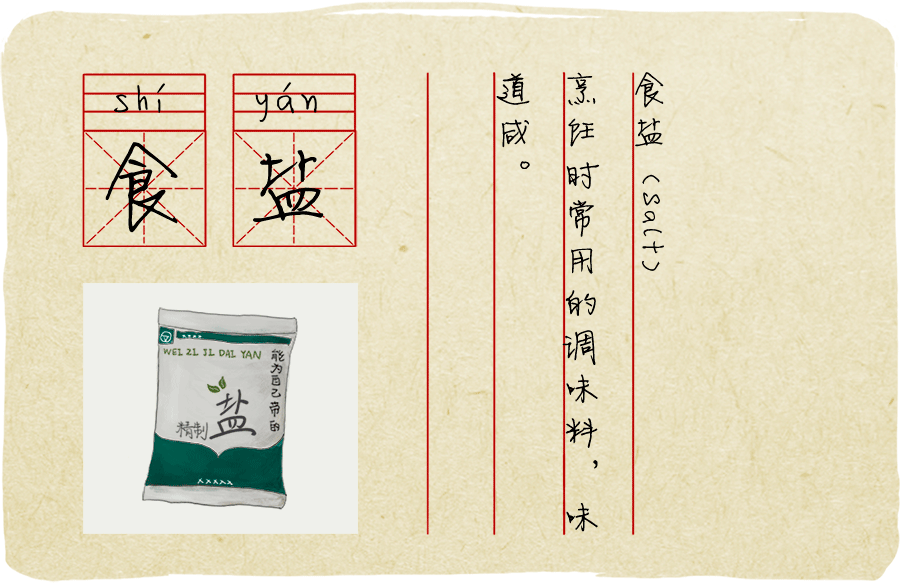 shí yán
食盐
WEI ZI JI DAI YAN
能为自己带的
精制
盐
XXXXX
食盐（salt）
烹饪时常用的调味料，味
道咸。